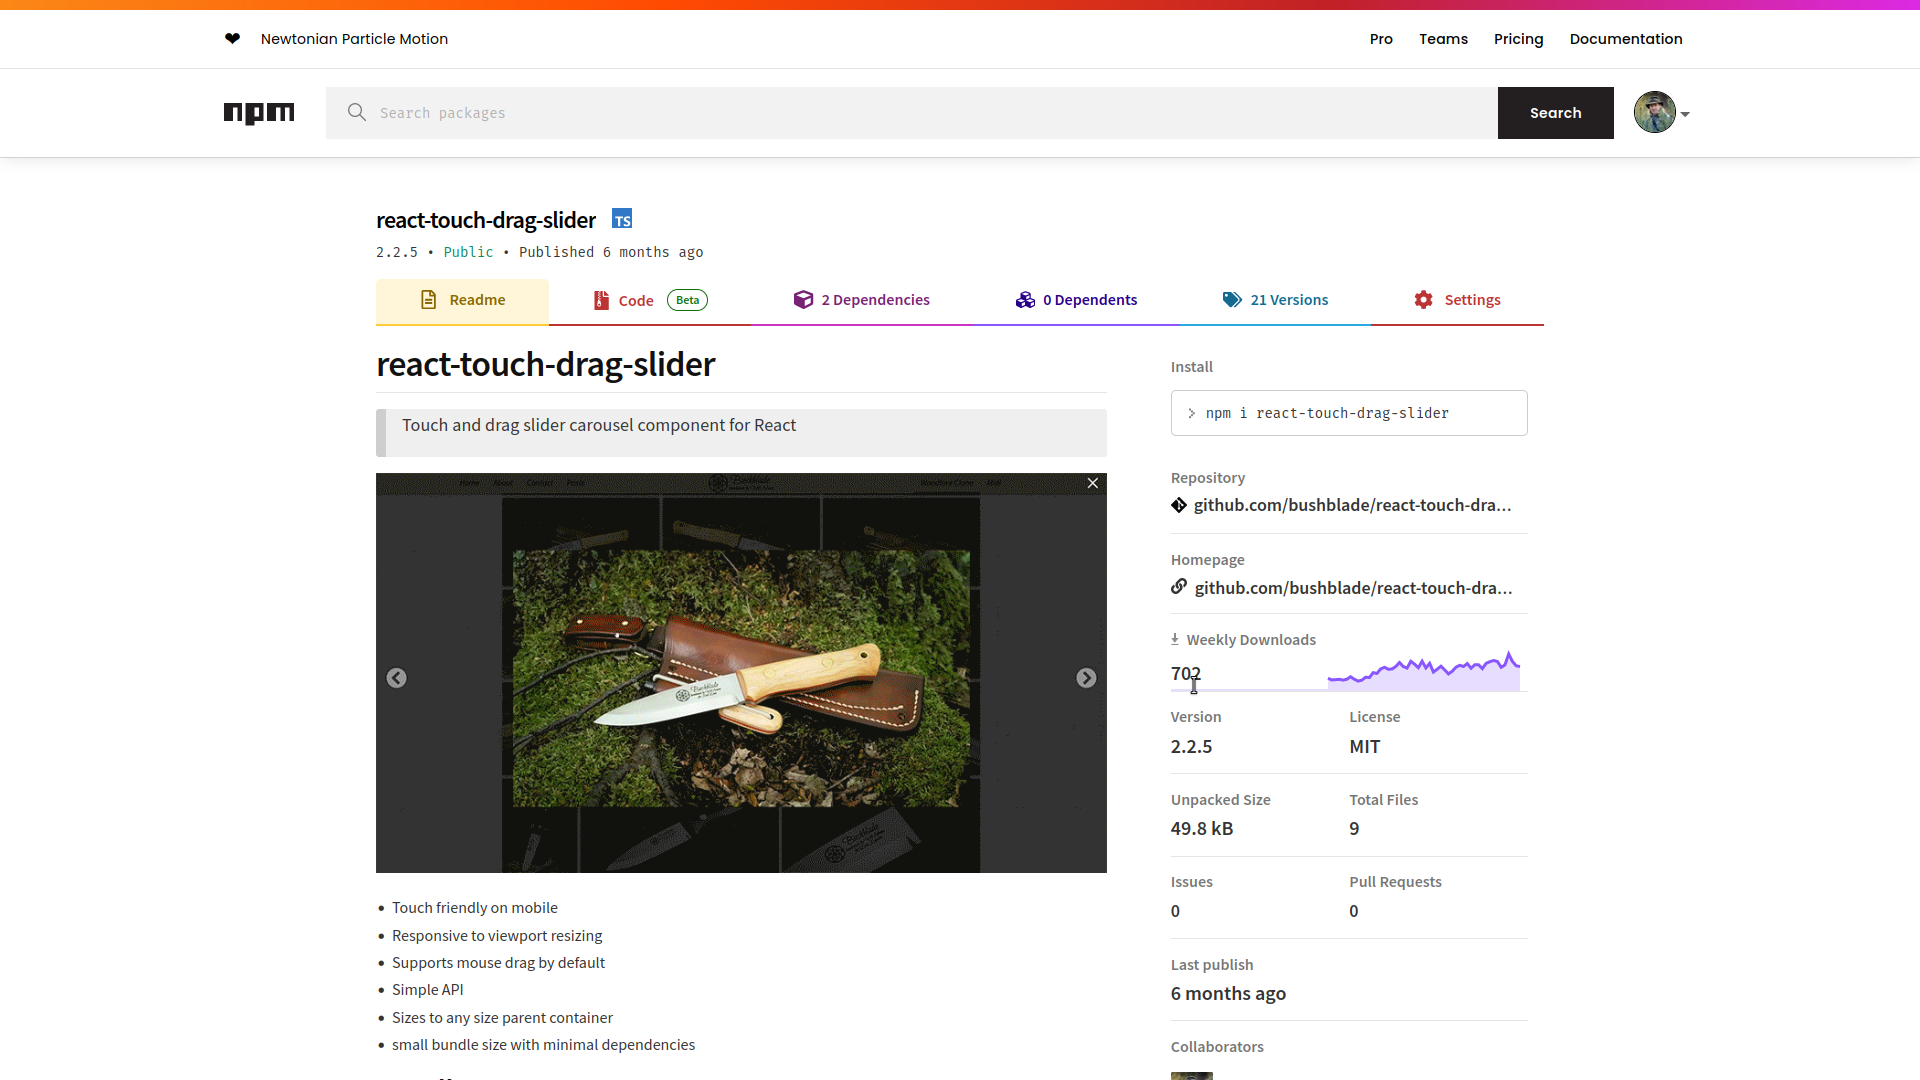 ❤ Newtonian Particle Motion
Pro Teams Pricing Documentation
npm
Search packages
Search
react-touch-drag-slider TS
2.2.5 • Public • Published 6 months ago
Readme
Code Beta
2 Dependencies
0 Dependents
21 Versions
Settings
react-touch-drag-slider
Touch and drag slider carousel component for React
Home About Contact Posts
• Touch friendly on mobile
• Responsive to viewport resizing
• Supports mouse drag by default
• Simple API
• Sizes to any size parent container
• small bundle size with minimal dependencies
Install
> npm i react-touch-drag-slider
Repository
github.com/bushblade/react-touch-dra...
Homepage
github.com/bushblade/react-touch-dra...
Weekly Downloads
702
Version License
2.2.5 MIT
Unpacked Size Total Files
49.8 kB 9
Issues Pull Requests
0 0
Last publish
6 months ago
Collaborators